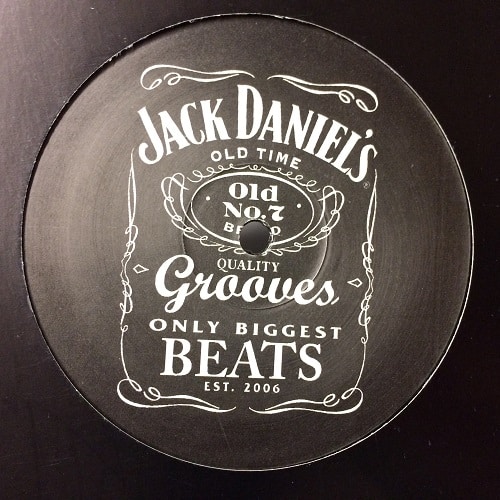 JACK DANIEL'S
OLD TIME
Old
No.7
QUALITY
Grooves
ONLY BIGGEST
BEATS
EST. 2006